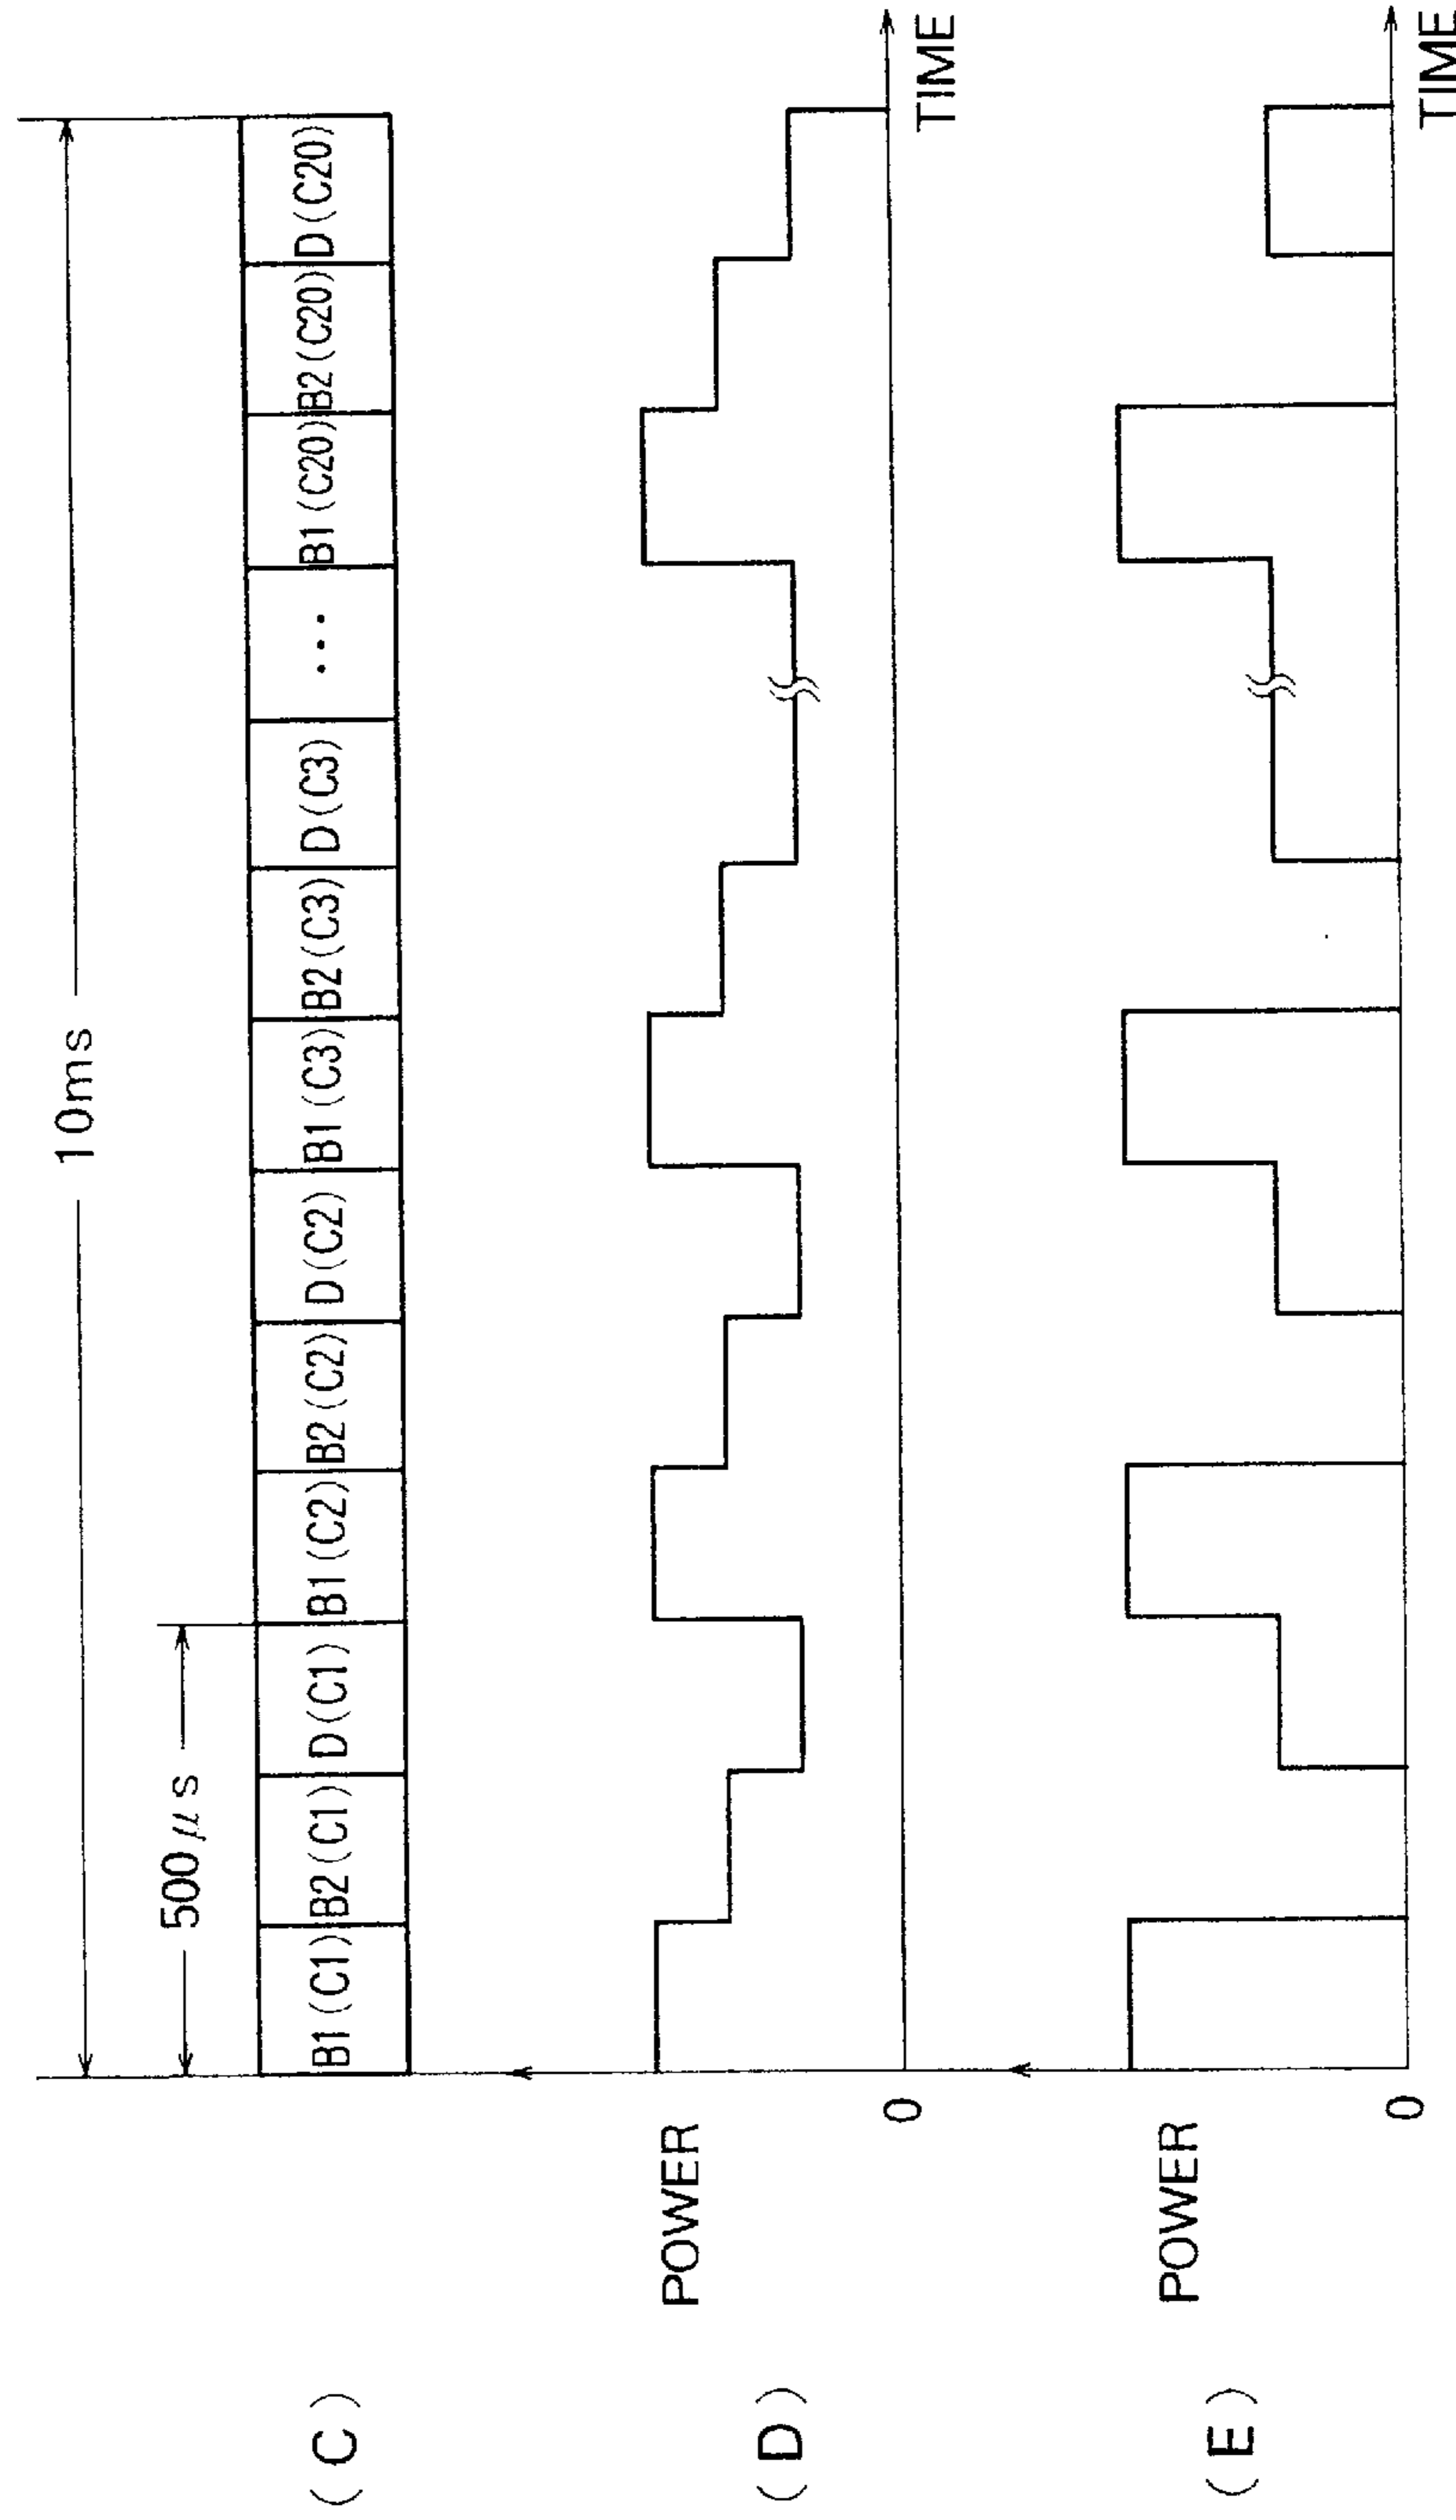 10ms
500μs
(C)
B1(C1) B2(C1) D(C1) B1(C2) B2(C2) D(C2) B1(C3) B2(C3) D(C3) ... B1(C20) B2(C20) D(C20)
(D)
POWER
0
TIME
(E)
POWER
0
TIME